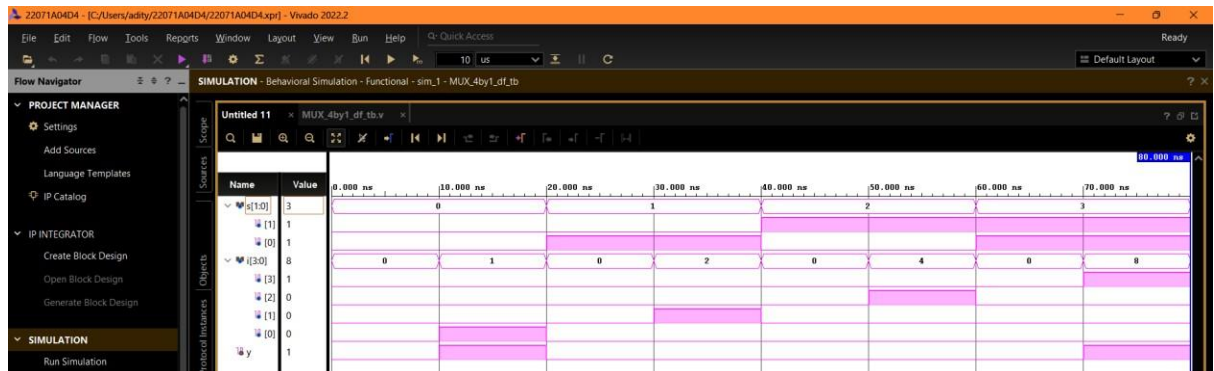 22071A04D4 - [C:/Users/adity/22071A04D4/22071A04D4.xpr] - Vivado 2022.2
File Edit Flow Tools Reports Window Layout View Run Help Q- Quick Access Ready
10 us Default Layout
Flow Navigator SIMULATION - Behavioral Simulation - Functional - sim_1 - MUX_4by1_df_tb
PROJECT MANAGER
Settings
Add Sources
Language Templates
IP Catalog
IP INTEGRATOR
Create Block Design
Open Block Design
Generate Block Design
SIMULATION
Run Simulation
Scope
Sources
Objects
Protocol Instances
Untitled 11 × MUX_4by1_df_tb.v ×
80.000 ns
Name Value 0.000 ns 10.000 ns 20.000 ns 30.000 ns 40.000 ns 50.000 ns 60.000 ns 70.000 ns
s[1:0] 3 0 1 2 3
[1] 1
[0] 1
i[3:0] 8 0 1 0 2 0 4 0 8
[3] 1
[2] 0
[1] 0
[0] 0
y 1